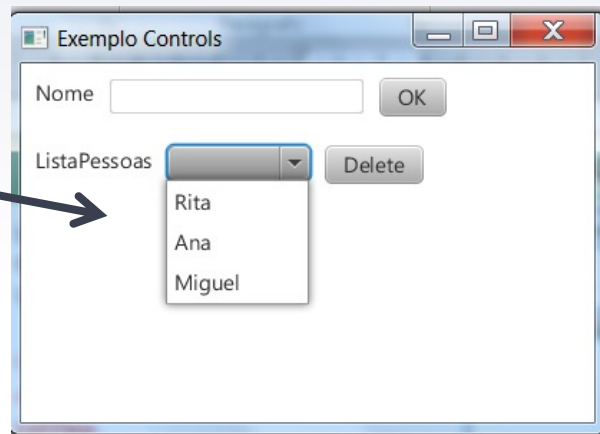 Exemplo Controls
Nome OK
ListaPessoas Delete
Rita
Ana
Miguel